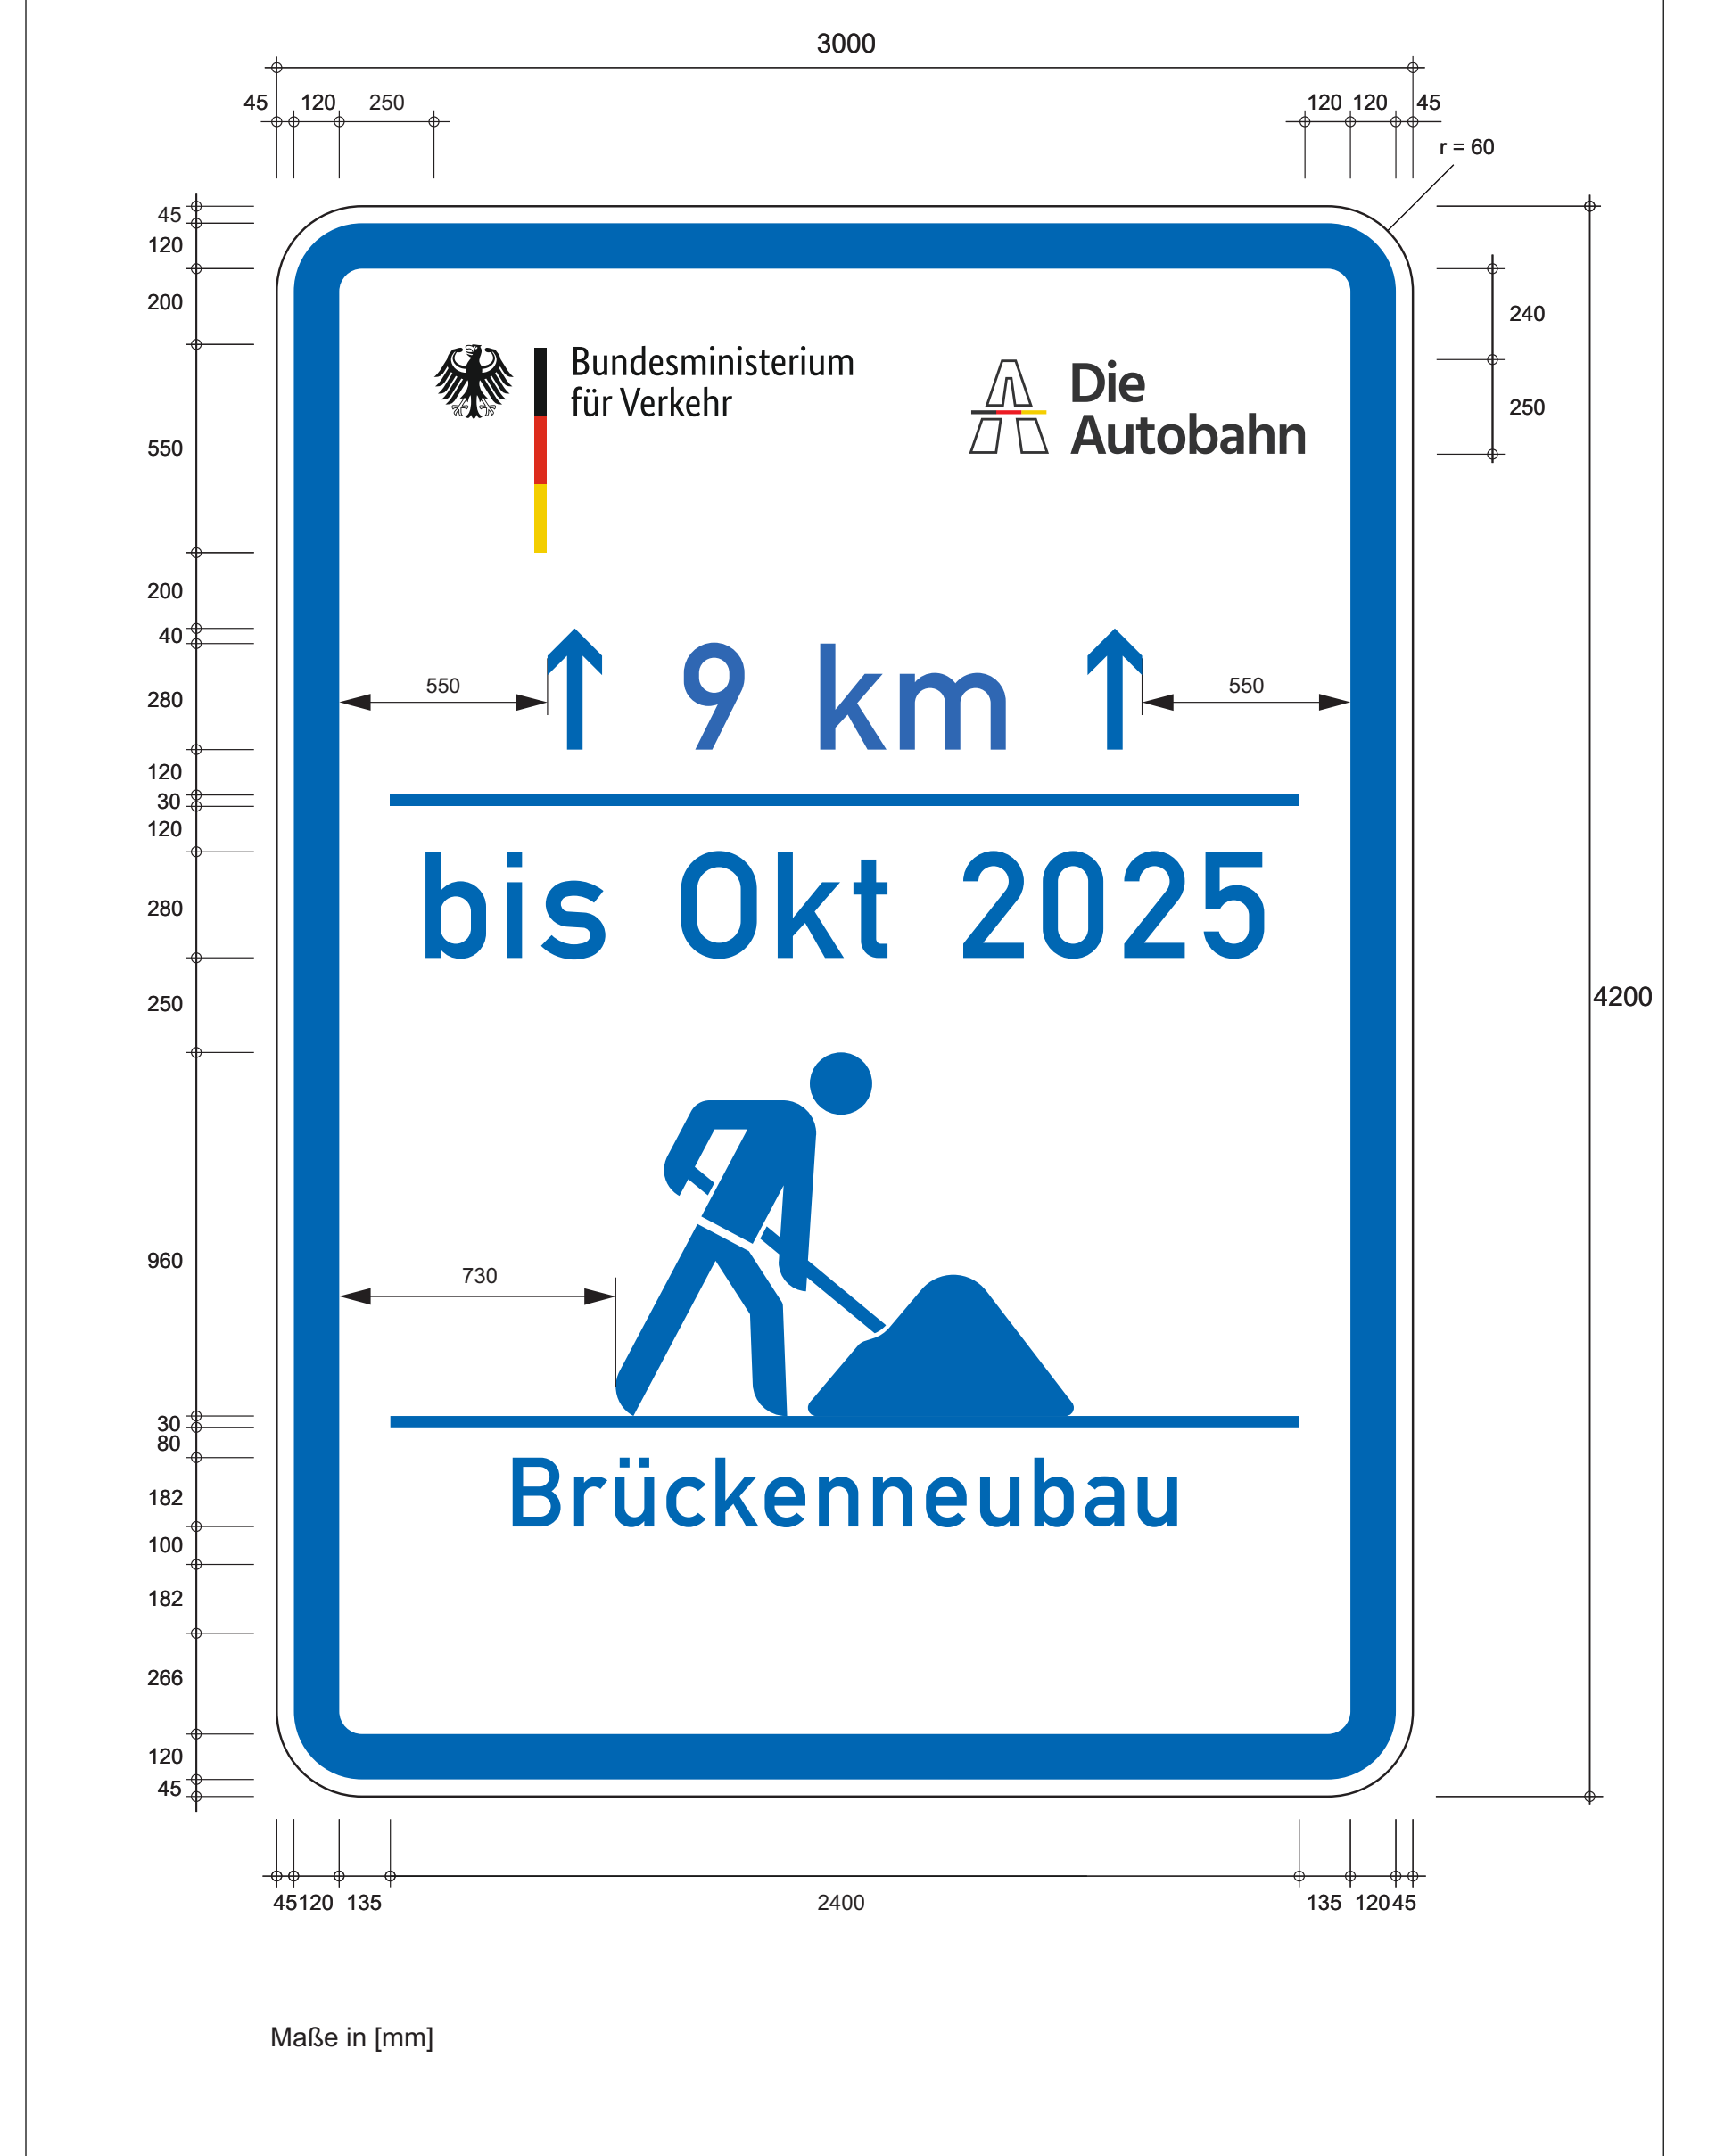 3000
45 120 250 120 120 45
r = 60
45
120
200
550
200
40
280
120
30
120
280
250
960
30
80
182
100
182
266
120
45
240
250
4200
Bundesministerium
für Verkehr
Die
Autobahn
9 km
550 550
bis Okt 2025
730
Brückenneubau
45 120 135 2400 135 120 45
Maße in [mm]